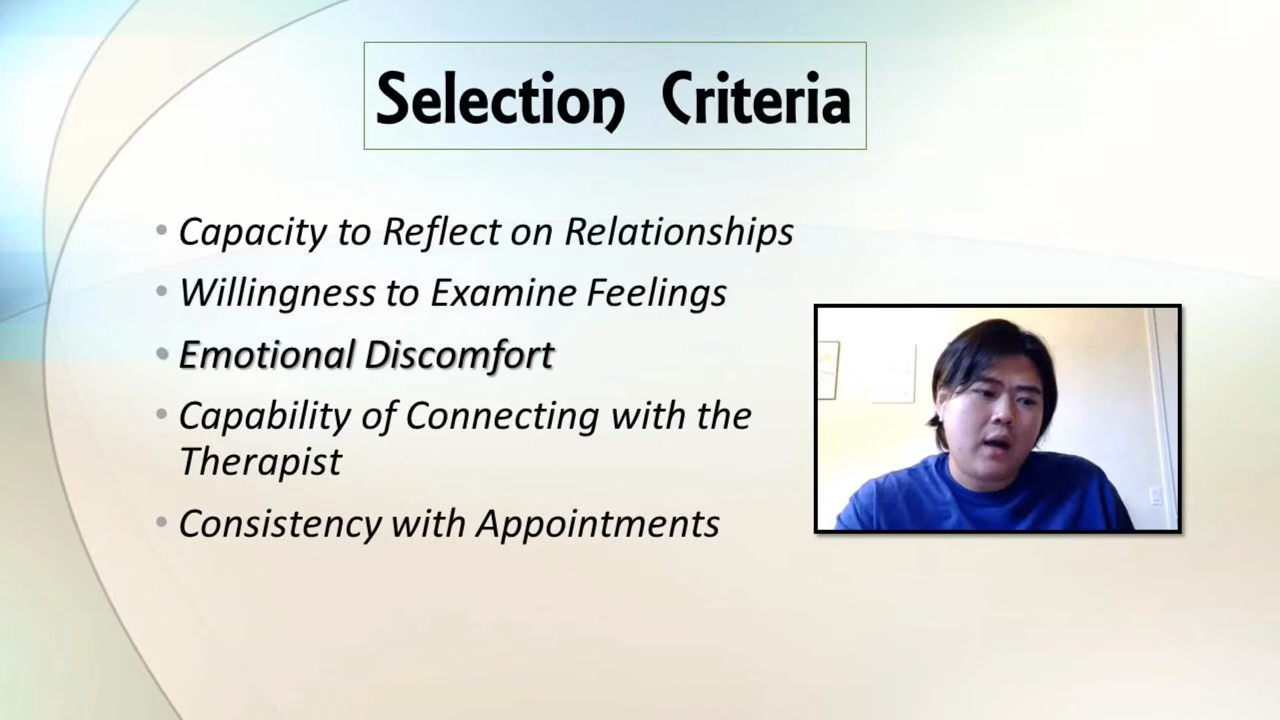 Selection Criteria
• Capacity to Reflect on Relationships
• Willingness to Examine Feelings
• Emotional Discomfort
• Capability of Connecting with the
Therapist
• Consistency with Appointments